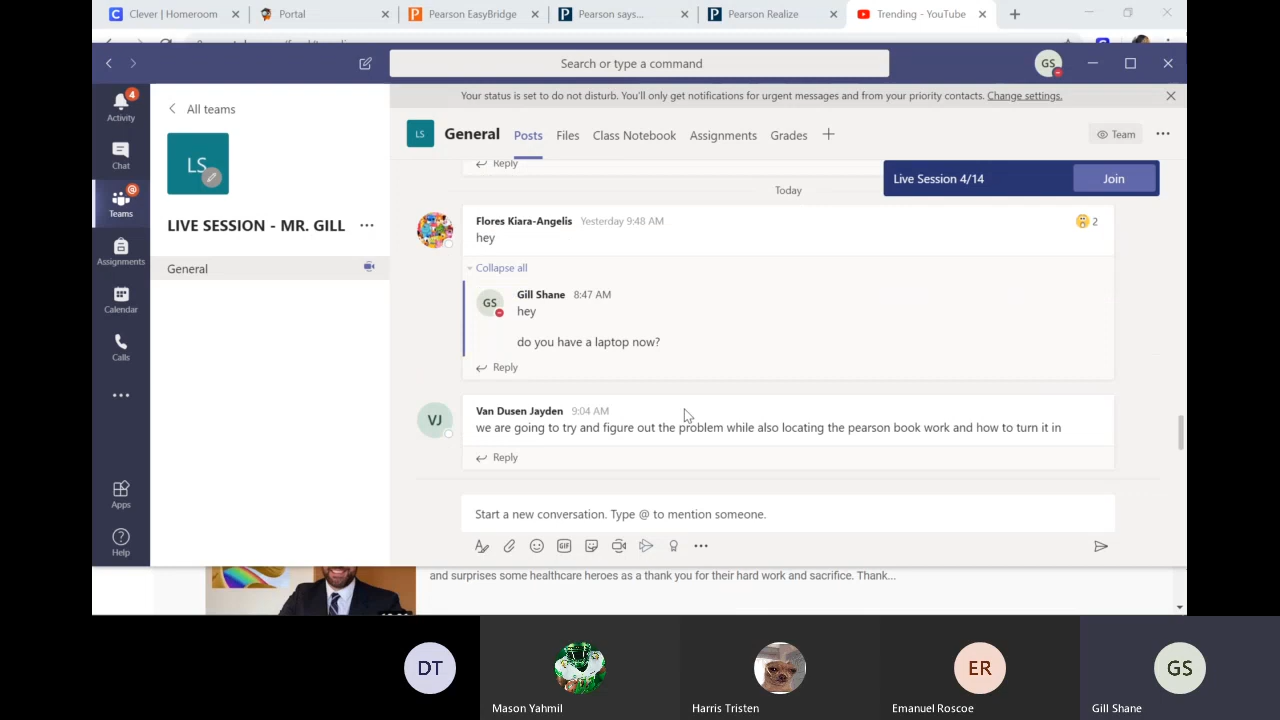 Clever | Homeroom
Portal
Pearson EasyBridge
Pearson says...
Pearson Realize
Trending - YouTube
Search or type a command
GS
Your status is set to do not disturb. You'll only get notifications for urgent messages and from your priority contacts. Change settings.
4
Activity
Chat
Teams
Assignments
Calendar
Calls
Apps
Help
All teams
LS
LIVE SESSION - MR. GILL
General
LS
General
Posts
Files
Class Notebook
Assignments
Grades
Team
Reply
Live Session 4/14
Join
Today
Flores Kiara-Angelis Yesterday 9:48 AM
2
hey
Collapse all
GS
Gill Shane 8:47 AM
hey
do you have a laptop now?
Reply
VJ
Van Dusen Jayden 9:04 AM
we are going to try and figure out the problem while also locating the pearson book work and how to turn it in
Reply
Start a new conversation. Type @ to mention someone.
GIF
and surprises some healthcare heroes as a thank you for their hard work and sacrifice. Thank...
DT
ER
GS
Mason Yahmil
Harris Tristen
Emanuel Roscoe
Gill Shane